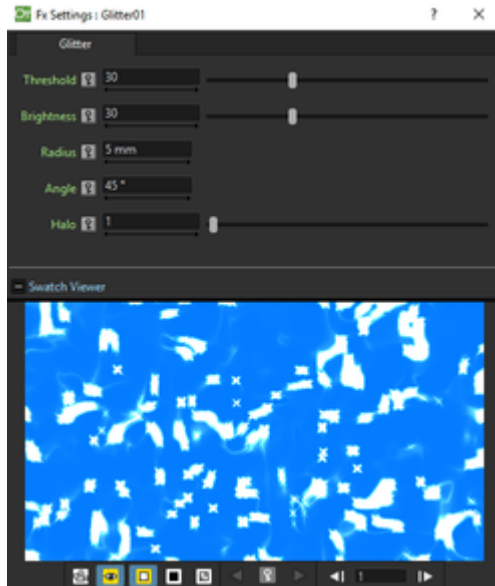 Fx Settings : Glitter01
Glitter
Threshold 30
Brightness 30
Radius 5 mm
Angle 45 °
Halo 1
Swatch Viewer
1